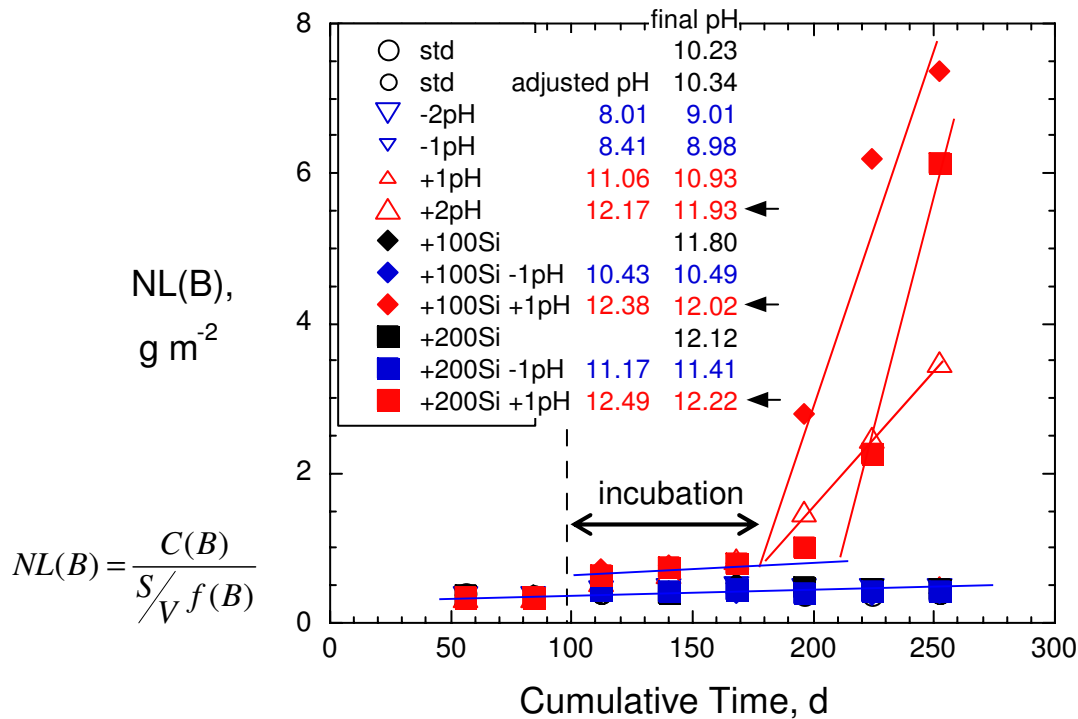 final pH
std 10.23
std adjusted pH 10.34
-2pH 8.01 9.01
-1pH 8.41 8.98
+1pH 11.06 10.93
+2pH 12.17 11.93
+100Si 11.80
+100Si -1pH 10.43 10.49
+100Si +1pH 12.38 12.02
+200Si 12.12
+200Si -1pH 11.17 11.41
+200Si +1pH 12.49 12.22
8
6
4
2
0
NL(B),
g m⁻²
incubation
NL(B) = C(B) / (S/V f(B))
0 50 100 150 200 250 300
Cumulative Time, d